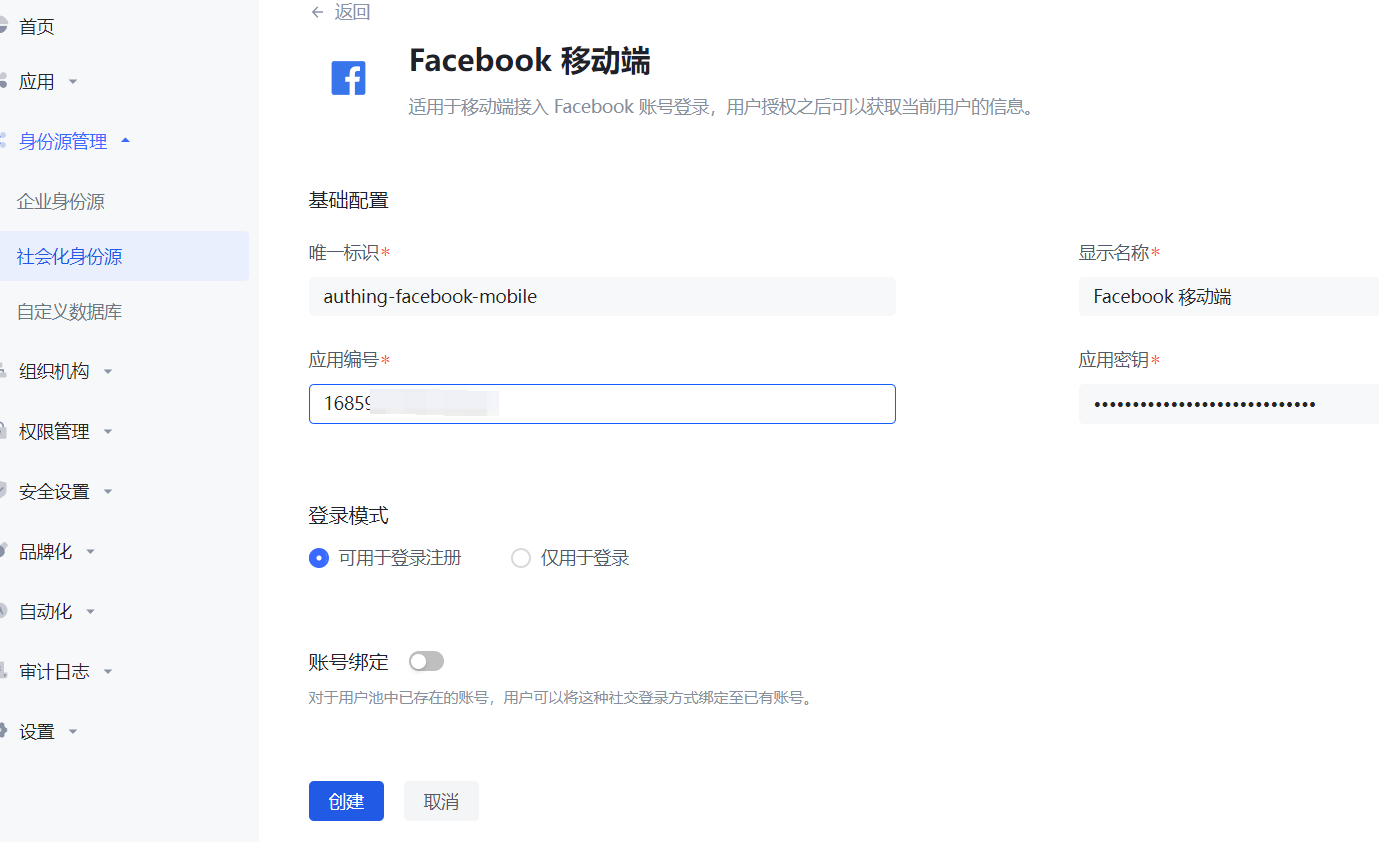 首页
应用
身份源管理
企业身份源
社会化身份源
自定义数据库
组织机构
权限管理
安全设置
品牌化
自动化
审计日志
设置
返回
Facebook 移动端
适用于移动端接入 Facebook 账号登录，用户授权之后可以获取当前用户的信息。
基础配置
唯一标识*
显示名称*
authing-facebook-mobile
Facebook 移动端
应用编号*
应用密钥*
16859
•••••••••••••••••••••••••••••
登录模式
可用于登录注册 仅用于登录
账号绑定
对于用户池中已存在的账号，用户可以将这种社交登录方式绑定至已有账号。
创建 取消